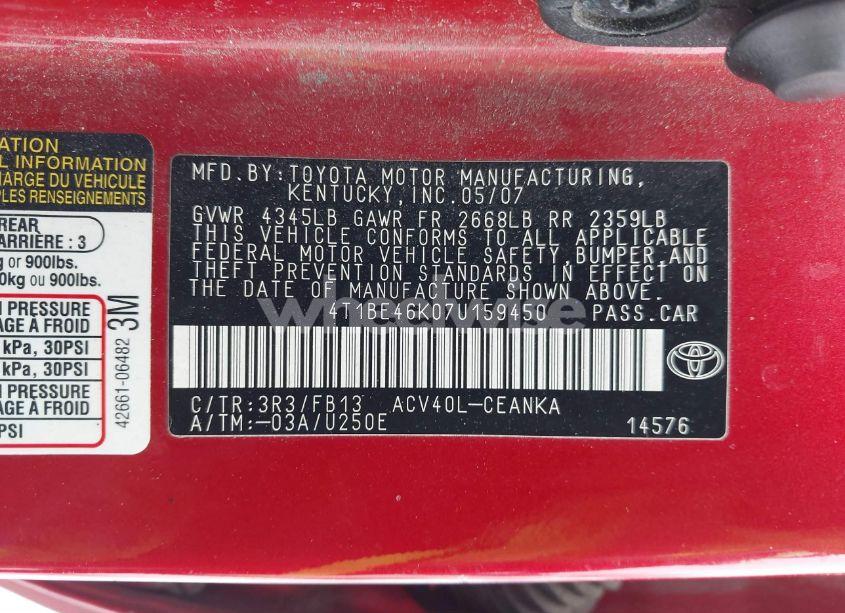 ATION
L INFORMATION
HARGE DU VÉHICULE
PLES RENSEIGNEMENTS
REAR
ARRIÈRE : 3
g or 900lbs.
0kg ou 900lbs.
PRESSURE
AGE À FROID
kPa, 30PSI
kPa, 30PSI
PRESSURE
AGE À FROID
PSI
42661-06482 3M
MFD.BY:TOYOTA MOTOR MANUFACTURING,
KENTUCKY,INC.05/07
GVWR 4345LB GAWR FR 2668LB RR 2359LB
THIS VEHICLE CONFORMS TO ALL APPLICABLE
FEDERAL MOTOR VEHICLE SAFETY,BUMPER,AND
THEFT PREVENTION STANDARDS IN EFFECT ON
THE DATE OF MANUFACTURE SHOWN ABOVE.
4T1BE46K07U159450 PASS.CAR
C/TR:3R3/FB13 ACV40L-CEANKA
A/TM:-03A/U250E 14576